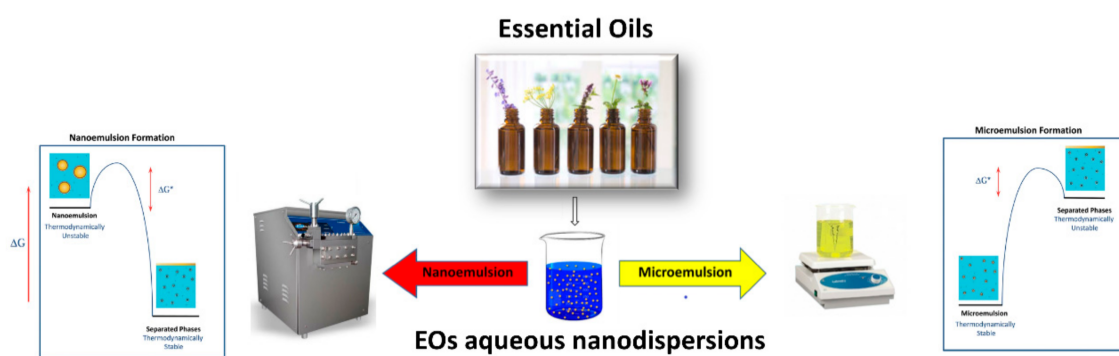 Essential Oils
Nanoemulsion Formation
ΔG
ΔG*
Nanoemulsion
Thermodynamically
Unstable
Separated Phases
Thermodynamically
Stable
Nanoemulsion
Microemulsion
EOs aqueous nanodispersions
Microemulsion Formation
ΔG*
Separated Phases
Thermodynamically
Unstable
Microemulsion
Thermodynamically
Stable